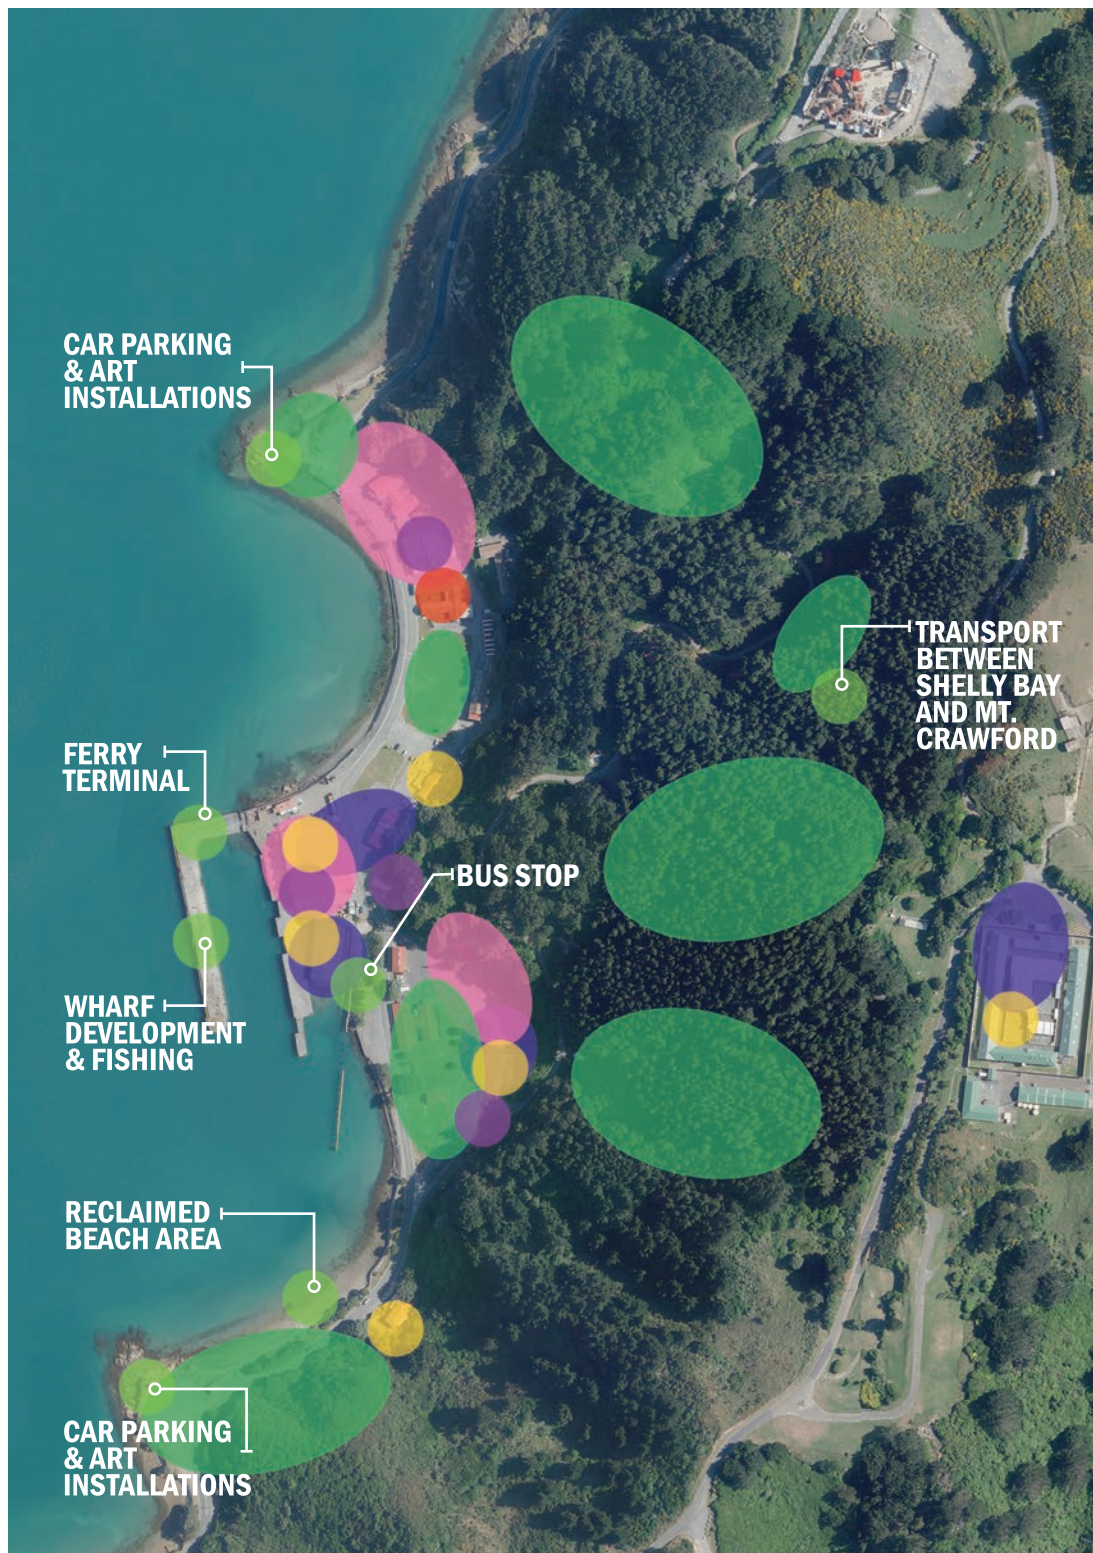 CAR PARKING
& ART
INSTALLATIONS
TRANSPORT
BETWEEN
SHELLY BAY
AND MT.
CRAWFORD
FERRY
TERMINAL
BUS STOP
WHARF
DEVELOPMENT
& FISHING
RECLAIMED
BEACH AREA
CAR PARKING
& ART
INSTALLATIONS